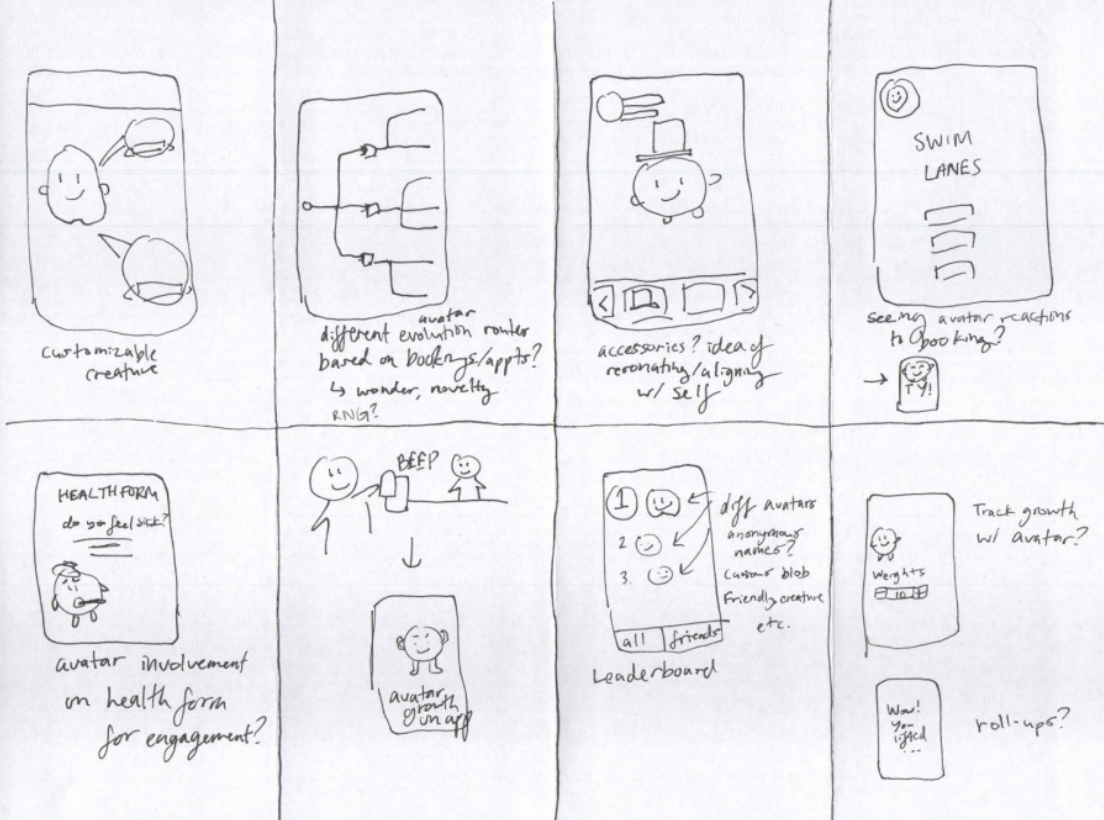 customizable
creature
avatar
different evolution routes
based on bookings/appts?
↳ wonder, novelty
RNG?
accessories? idea of
resonating/aligning
w/ self
SWIM
LANES
seeing avatar reactions
to booking?
→
TY!
HEALTH FORM
do you feel sick?
avatar involvement
on health form
for engagement?
BEEP
avatar
growth
on app
1
2
3.
all
friends
diff avatars
anonymous
names?
Curious blob
Friendly creature
etc.
Leaderboard
Weights
10
Track growth
w/ avatar?
Wow!
you
lifted
...
roll-ups?